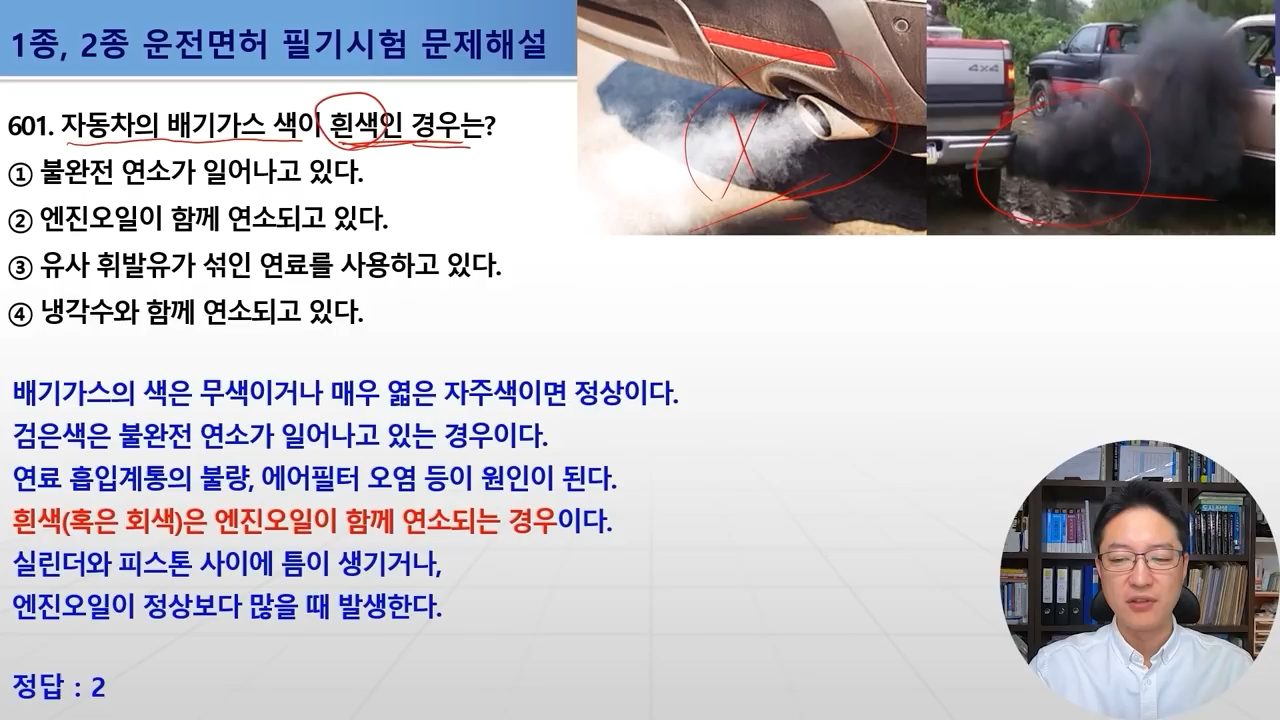 1종, 2종 운전면허 필기시험 문제해설
601. 자동차의 배기가스 색이 흰색인 경우는?
① 불완전 연소가 일어나고 있다.
② 엔진오일이 함께 연소되고 있다.
③ 유사 휘발유가 섞인 연료를 사용하고 있다.
④ 냉각수와 함께 연소되고 있다.
배기가스의 색은 무색이거나 매우 엷은 자주색이면 정상이다.
검은색은 불완전 연소가 일어나고 있는 경우이다.
연료 흡입계통의 불량, 에어필터 오염 등이 원인이 된다.
흰색(혹은 회색)은 엔진오일이 함께 연소되는 경우이다.
실린더와 피스톤 사이에 틈이 생기거나,
엔진오일이 정상보다 많을 때 발생한다.
정답 : 2
4x4